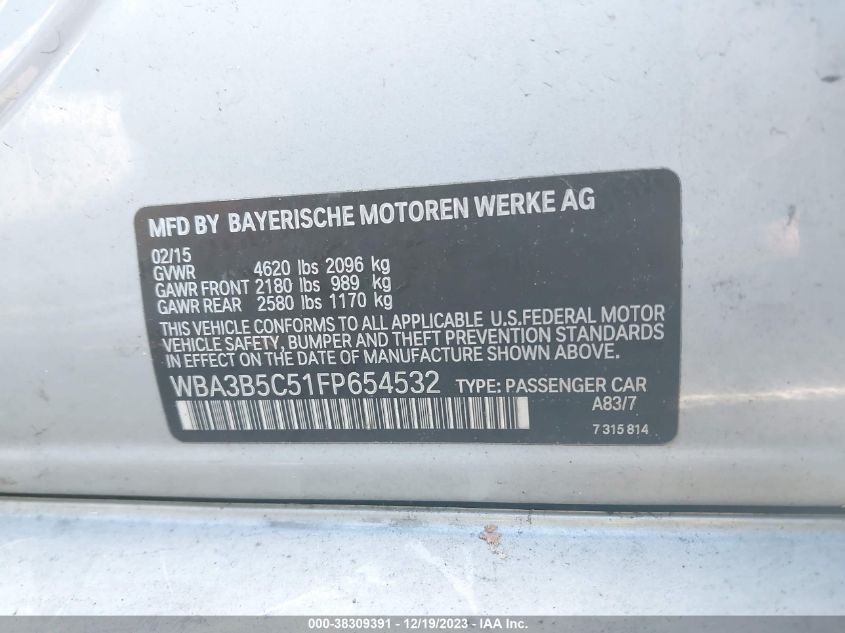 MFD BY BAYERISCHE MOTOREN WERKE AG
02/15
GVWR 4620 lbs 2096 kg
GAWR FRONT 2180 lbs 989 kg
GAWR REAR 2580 lbs 1170 kg
THIS VEHICLE CONFORMS TO ALL APPLICABLE U.S.FEDERAL MOTOR
VEHICLE SAFETY, BUMPER AND THEFT PREVENTION STANDARDS
IN EFFECT ON THE DATE OF MANUFACTURE SHOWN ABOVE.
WBA3B5C51FP654532 TYPE: PASSENGER CAR
A83/7
7 315 814
000-38309391 - 12/19/2023 - IAA Inc.